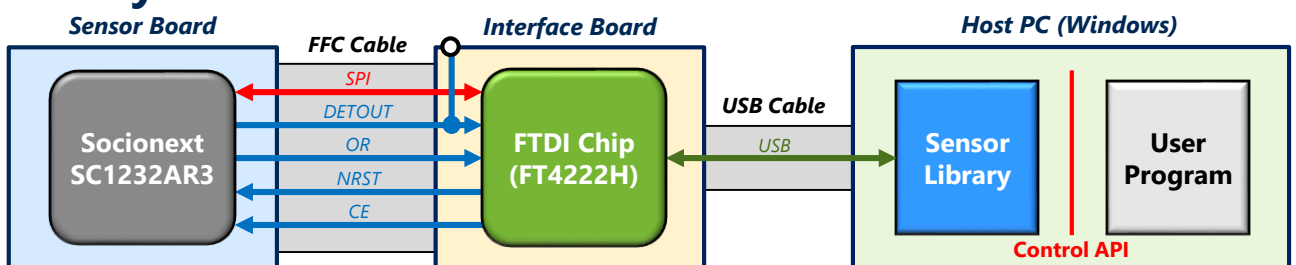 Sensor Board
Interface Board
Host PC (Windows)
FFC Cable
SPI
DETOUT
OR
NRST
CE
Socionext
SC1232AR3
FTDI Chip
(FT4222H)
USB Cable
USB
Sensor
Library
User
Program
Control API